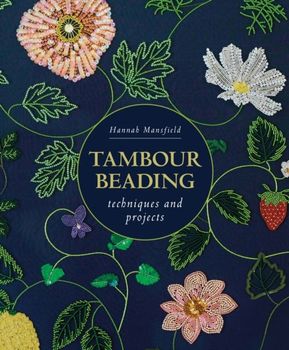 Hannah Mansfield
TAMBOUR
BEADING
techniques and
projects